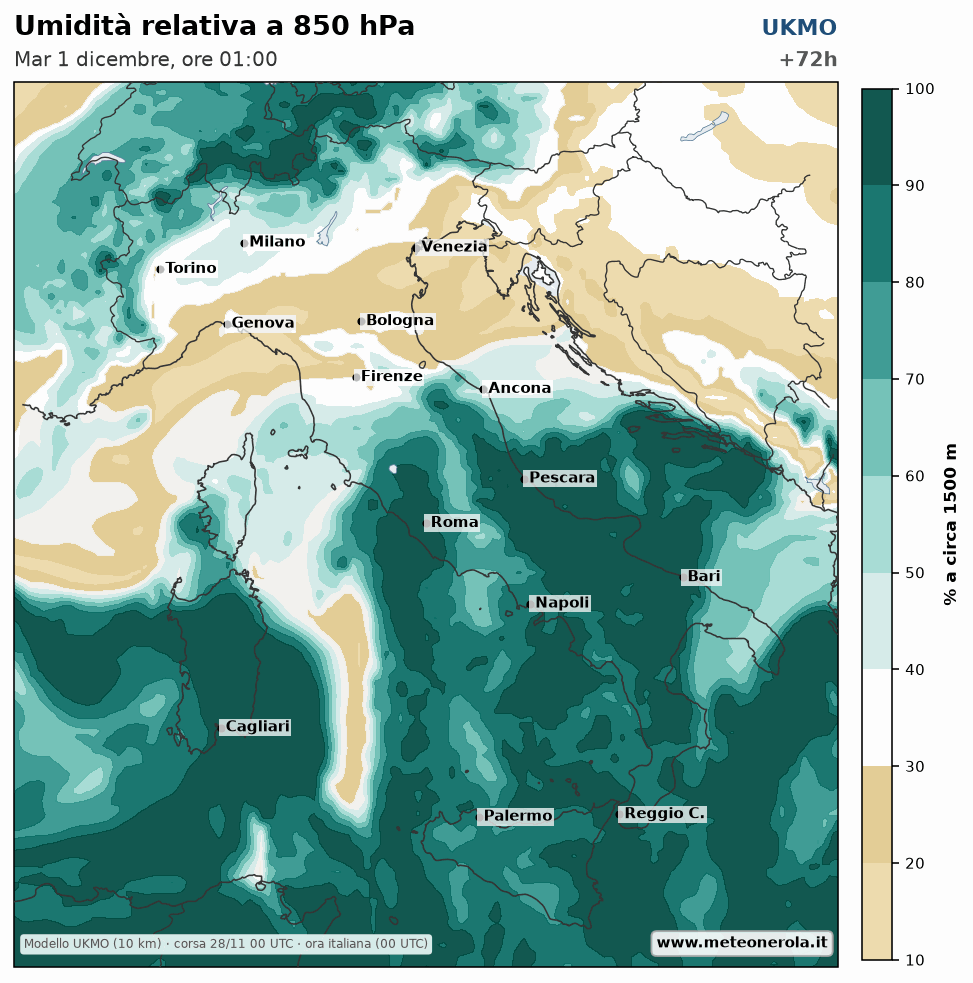 Umidità relativa a 850 hPa
UKMO
Mar 1 dicembre, ore 01:00
+72h
100
90
80
70
60
50
40
30
20
10
% a circa 1500 m
Milano
Venezia
Torino
Genova
Bologna
Firenze
Ancona
Pescara
Roma
Bari
Napoli
Cagliari
Palermo
Reggio C.
Modello UKMO (10 km) · corsa 28/11 00 UTC · ora italiana (00 UTC)
www.meteonerola.it